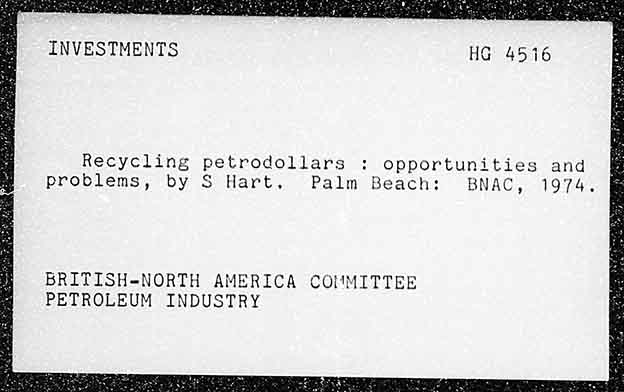 INVESTMENTS HG 4516
Recycling petrodollars : opportunities and
problems, by S Hart. Palm Beach: BNAC, 1974.
BRITISH-NORTH AMERICA COMMITTEE
PETROLEUM INDUSTRY